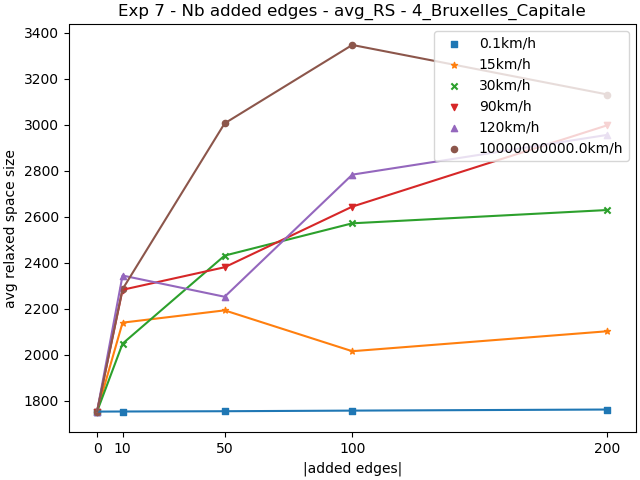 Exp 7 - Nb added edges - avg_RS - 4_Bruxelles_Capitale
3400
3200
3000
2800
2600
2400
2200
2000
1800
avg relaxed space size
0.1km/h
15km/h
30km/h
90km/h
120km/h
10000000000.0km/h
0 10 50 100 200
|added edges|